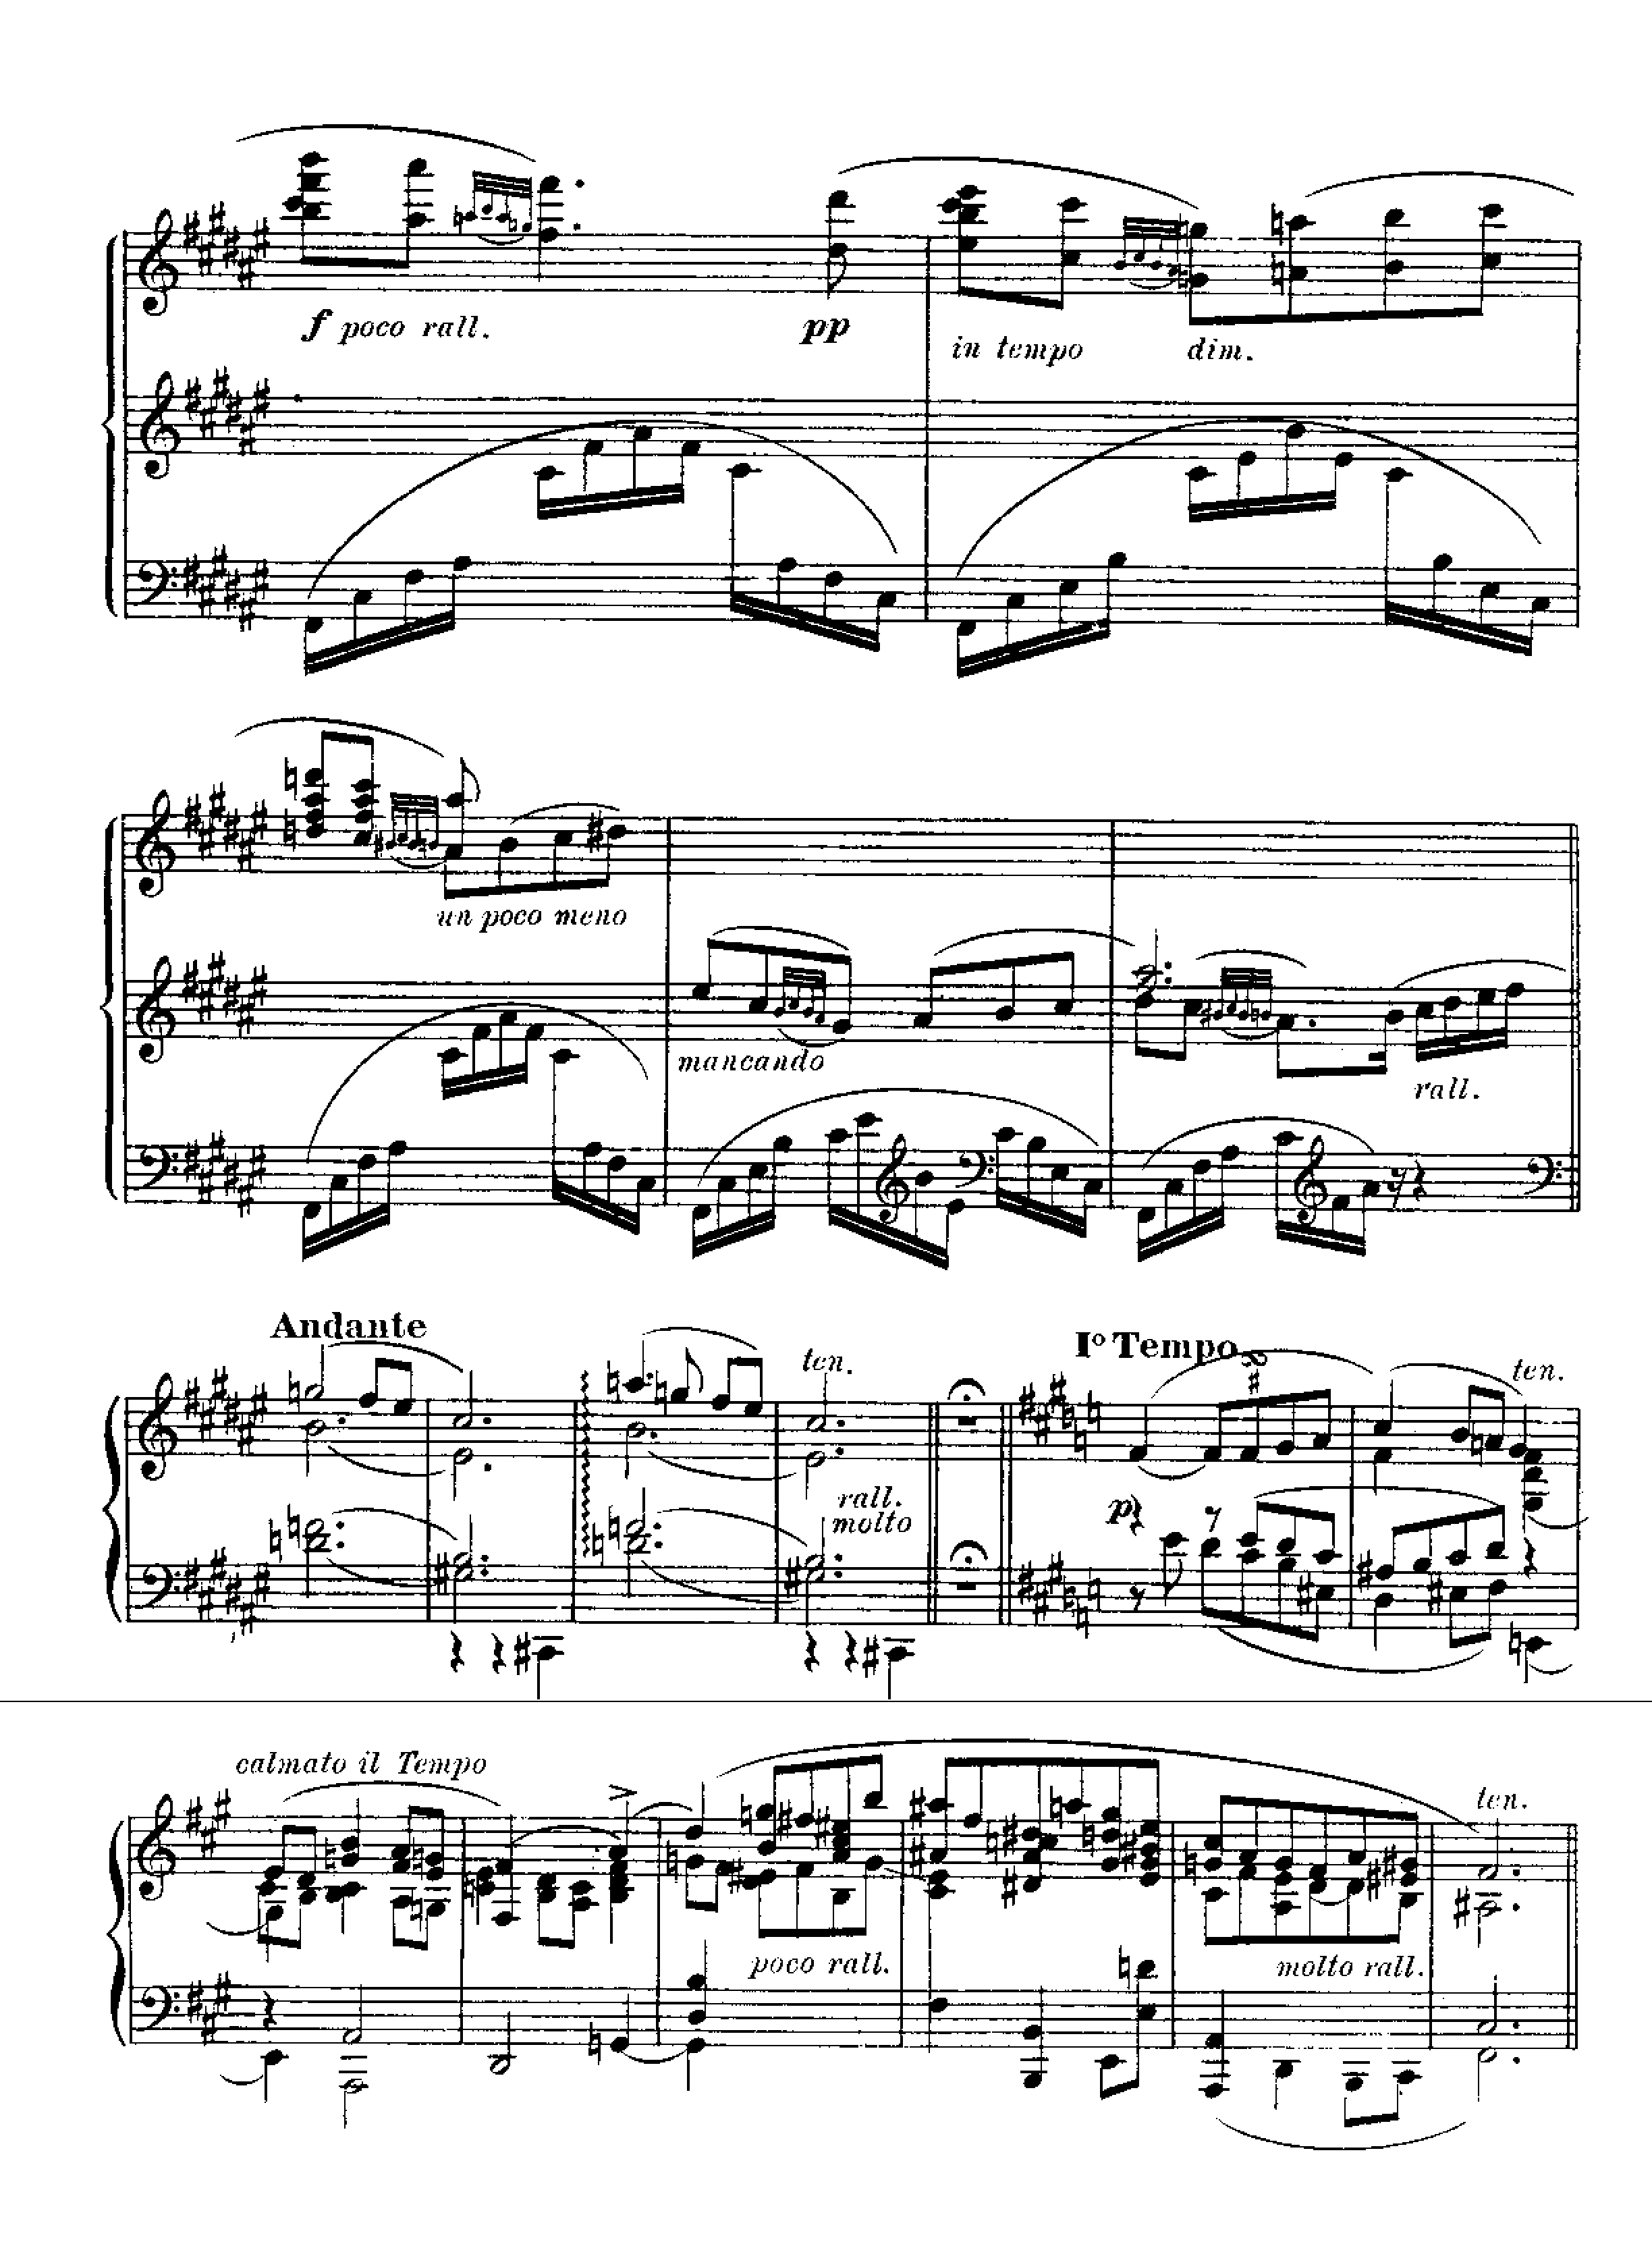 f poco rall.
pp
in tempo
dim.
un poco meno
mancando
rall.
Andante
ten.
rall.
molto
Iº Tempo
p
ten.
calmato il Tempo
poco rall.
molto rall.
ten.